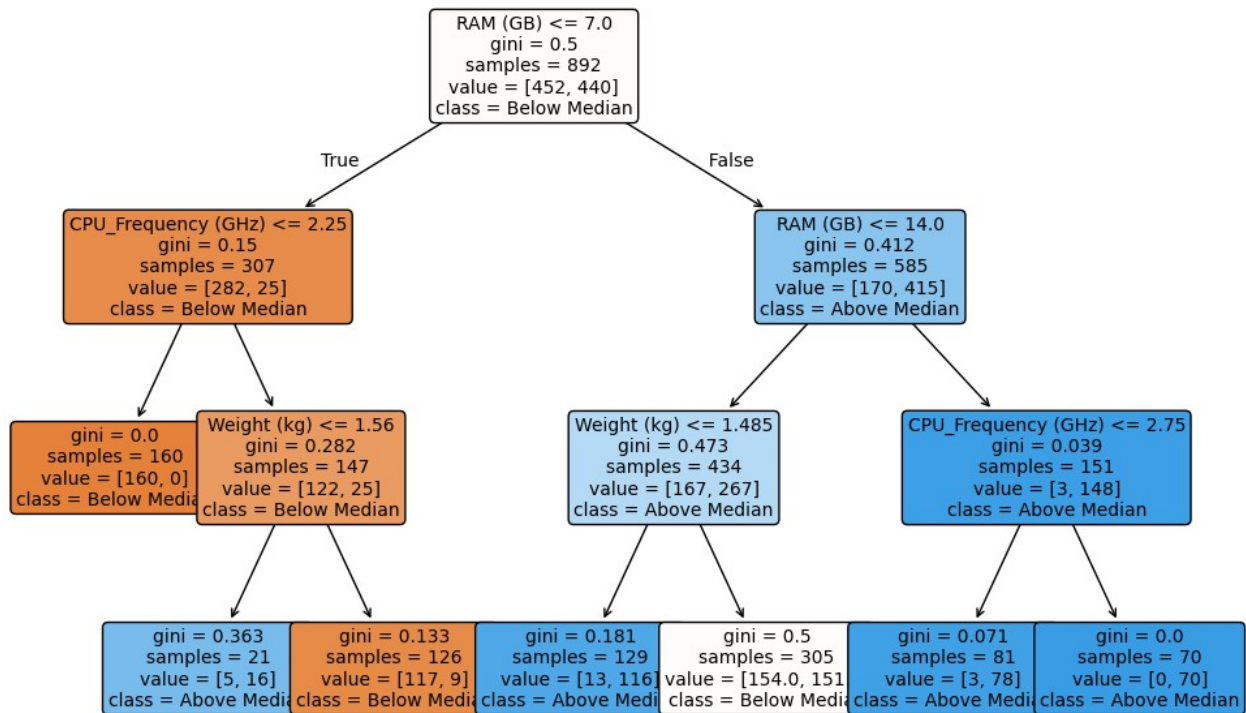 RAM (GB) <= 7.0
gini = 0.5
samples = 892
value = [452, 440]
class = Below Median
True
False
CPU_Frequency (GHz) <= 2.25
gini = 0.15
samples = 307
value = [282, 25]
class = Below Median
RAM (GB) <= 14.0
gini = 0.412
samples = 585
value = [170, 415]
class = Above Median
gini = 0.0
samples = 160
value = [160, 0]
class = Below Media
Weight (kg) <= 1.56
gini = 0.282
samples = 147
value = [122, 25]
class = Below Median
Weight (kg) <= 1.485
gini = 0.473
samples = 434
value = [167, 267]
class = Above Median
CPU_Frequency (GHz) <= 2.75
gini = 0.039
samples = 151
value = [3, 148]
class = Above Median
gini = 0.363
samples = 21
value = [5, 16]
class = Above Median
gini = 0.133
samples = 126
value = [117, 9]
class = Below Median
gini = 0.181
samples = 129
value = [13, 116]
class = Above Median
gini = 0.5
samples = 305
value = [154.0, 151
class = Below Media
gini = 0.071
samples = 81
value = [3, 78]
class = Above Median
gini = 0.0
samples = 70
value = [0, 70]
class = Above Median